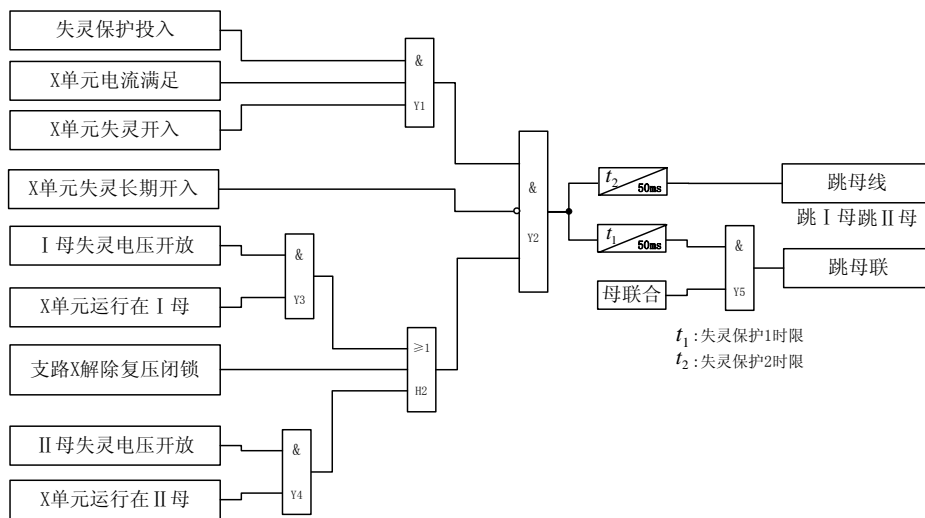 失灵保护投入
X单元电流满足
X单元失灵开入
&
Y1
X单元失灵长期开入
&
Y2
t2
50ms
跳母线
跳Ⅰ母跳Ⅱ母
Ⅰ母失灵电压开放
X单元运行在Ⅰ母
&
Y3
t1
50ms
母联合
&
Y5
跳母联
支路X解除复压闭锁
≥1
H2
t1:失灵保护1时限
t2:失灵保护2时限
Ⅱ母失灵电压开放
X单元运行在Ⅱ母
&
Y4